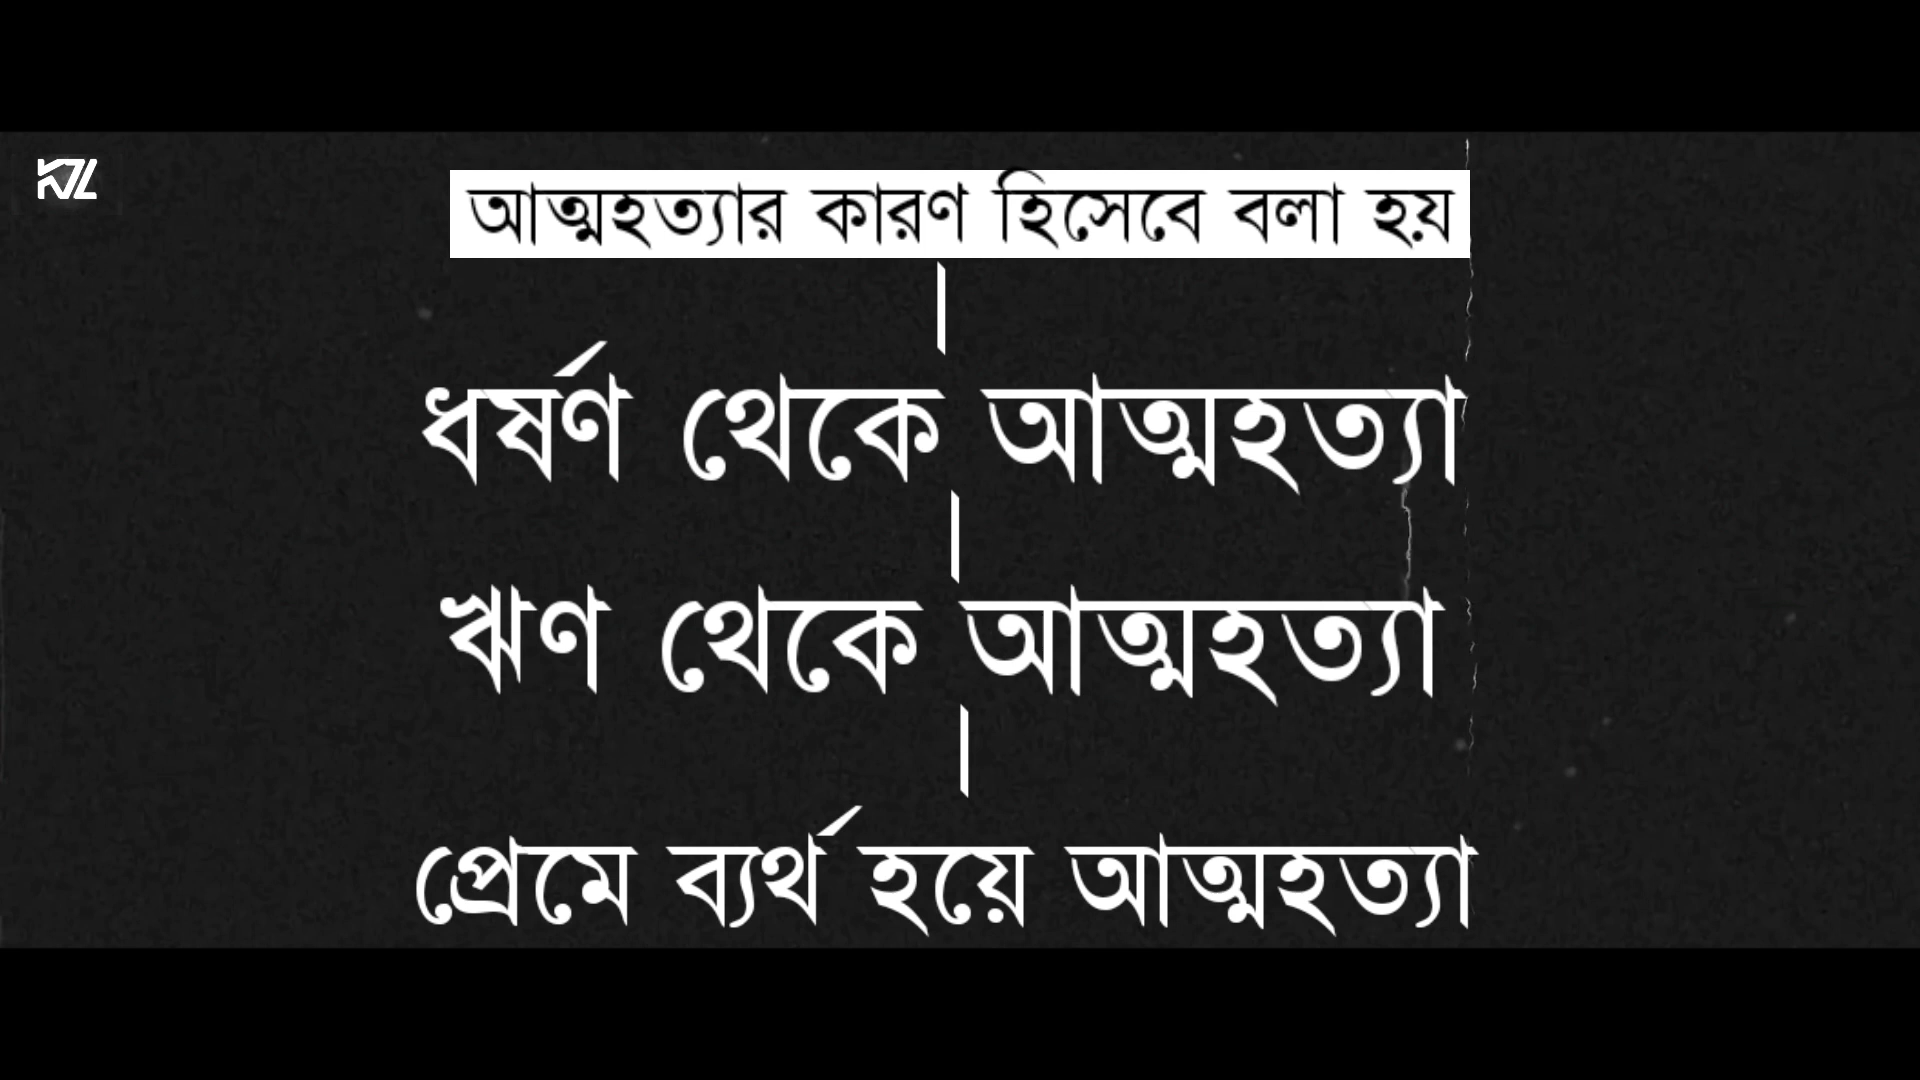 আত্মহত্যার কারণ হিসেবে বলা হয়
ধর্ষণ থেকে আত্মহত্যা
ঋণ থেকে আত্মহত্যা
প্রেমে ব্যর্থ হয়ে আত্মহত্যা